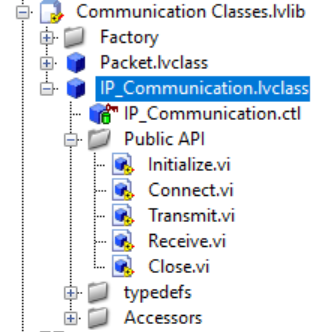 Communication Classes.lvlib
Factory
Packet.lvclass
IP_Communication.lvclass
IP_Communication.ctl
Public API
Initialize.vi
Connect.vi
Transmit.vi
Receive.vi
Close.vi
typedefs
Accessors